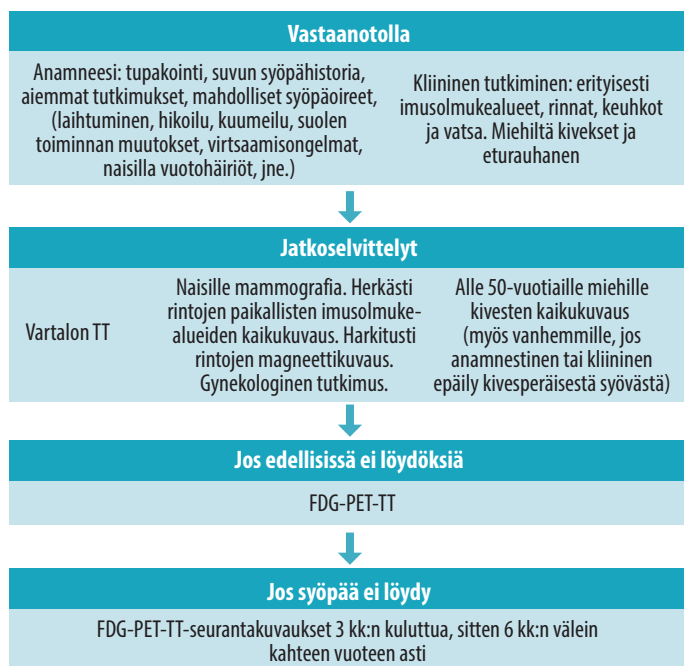 Vastaanotolla
Anamneesi: tupakointi, suvun syöpähistoria,
aiemmat tutkimukset, mahdolliset syöpäoireet,
(laihtuminen, hikoilu, kuumeilu, suolen
toiminnan muutokset, virtsaamisongelmat,
naisilla vuotohäiriöt, jne.)
Kliininen tutkiminen: erityisesti
imusolmukealueet, rinnat, keuhkot
ja vatsa. Miehiltä kivekset ja
eturauhanen
Jatkoselvittelyt
Vartalon TT
Naisille mammografia. Herkästi
rintojen paikallisten imusolmuke-
alueiden kaikukuvaus. Harkitusti
rintojen magneettikuvaus.
Gynekologinen tutkimus.
Alle 50-vuotiaille miehille
kivesten kaikukuvaus
(myös vanhemmille, jos
anamnestinen tai kliininen
epäily kivesperäisestä syövästä)
Jos edellisissä ei löydöksiä
FDG-PET-TT
Jos syöpää ei löydy
FDG-PET-TT-seurantakuvaukset 3 kk:n kuluttua, sitten 6 kk:n välein
kahteen vuoteen asti